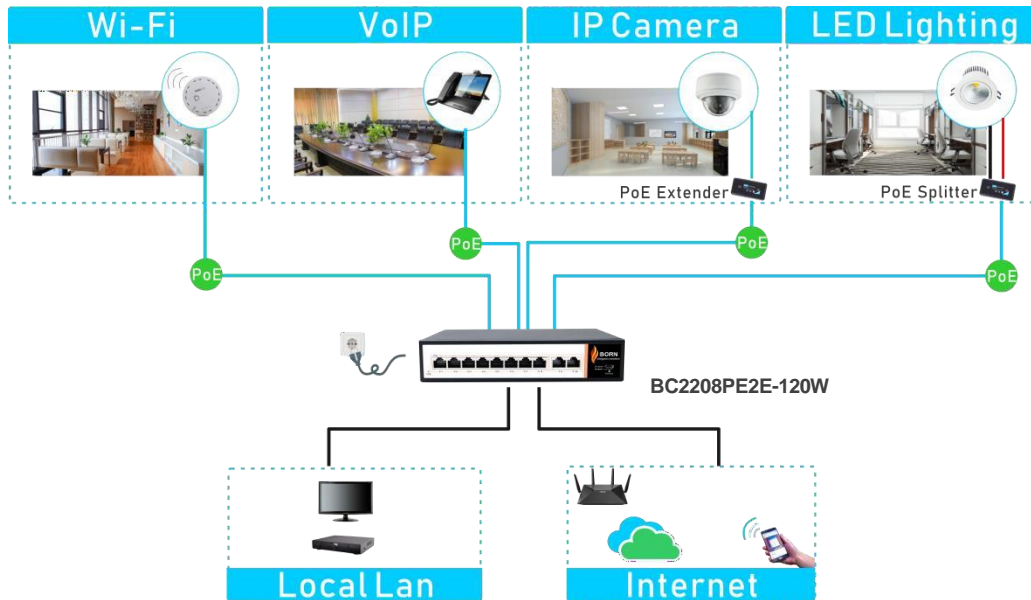 Wi-Fi
VoIP
IP Camera
LED Lighting
PoE Extender
PoE Splitter
PoE
PoE
PoE
PoE
BORN
BC2208PE2E-120W
Local Lan
Internet